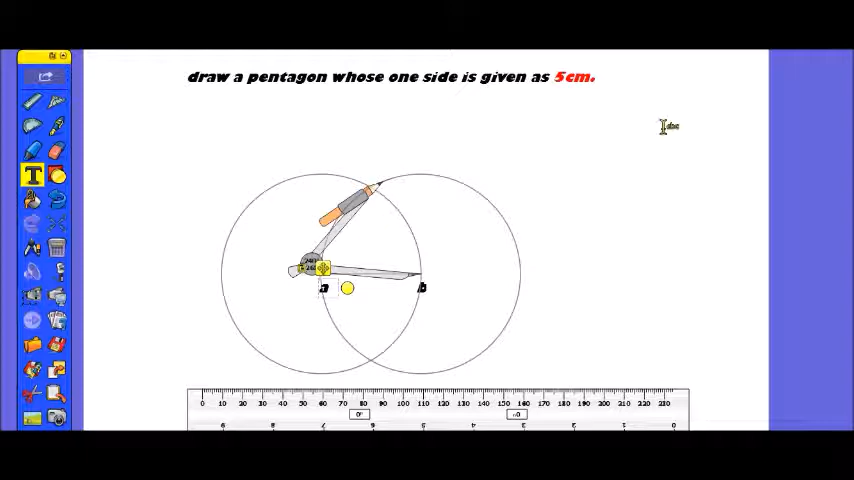 draw a pentagon whose one side is given as 5cm.
a b
0 10 20 30 40 50 60 70 80 90 100 110 120 130 140 150 160 170 180 190 200 210 220 230